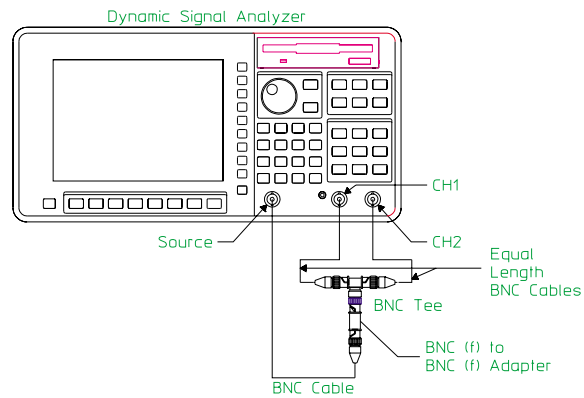 Dynamic Signal Analyzer
CH1
Source
CH2
Equal
Length
BNC Cables
BNC Tee
BNC (f) to
BNC (f) Adapter
BNC Cable